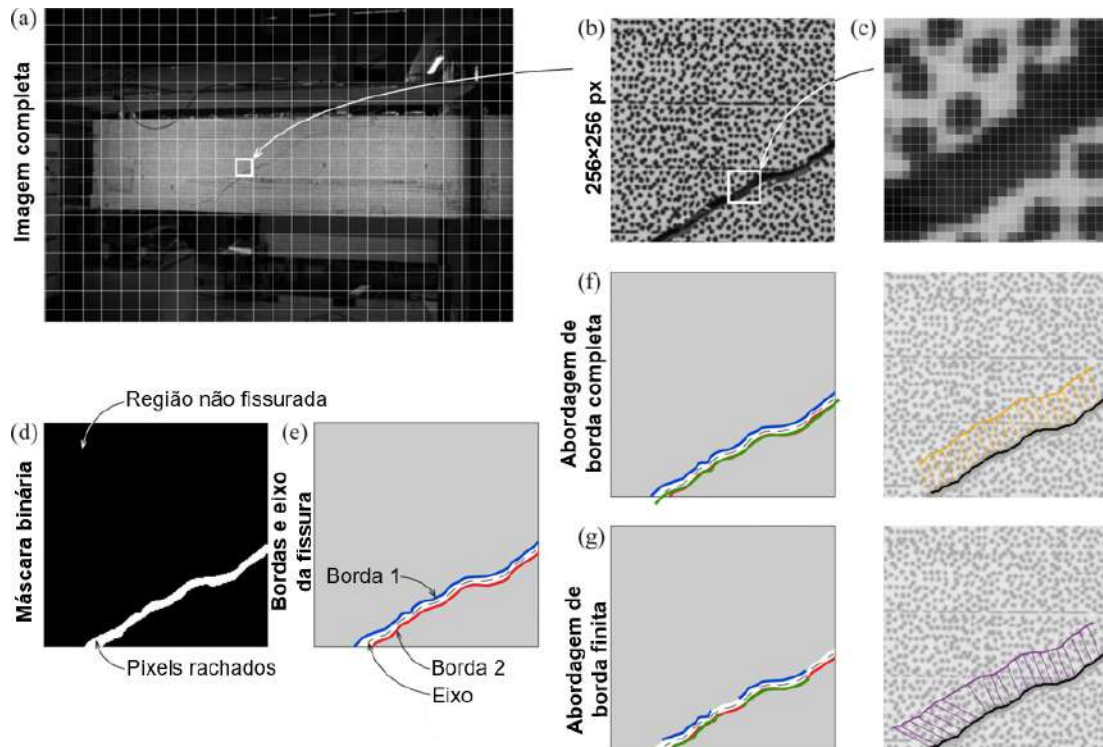 (a)
Imagem completa
(b)
256×256 px
(c)
(d)
Máscara binária
Região não fissurada
Pixels rachados
(e)
Bordas e eixo
da fissura
Borda 1
Borda 2
Eixo
(f)
Abordagem de
borda completa
(g)
Abordagem de
borda finita